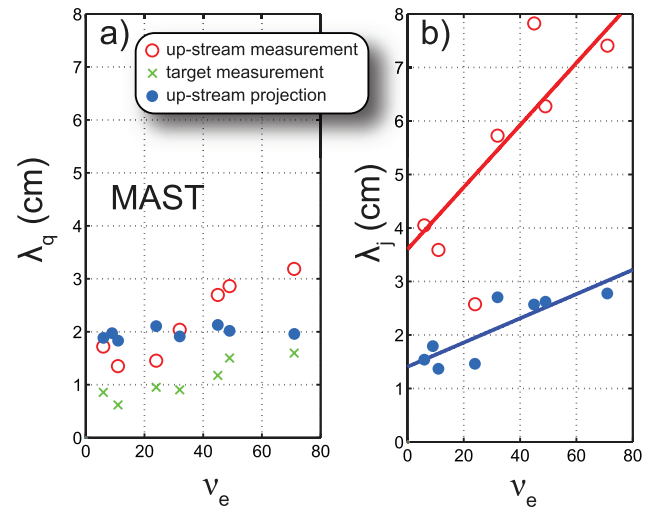 a)
up-stream measurement
target measurement
up-stream projection
MAST
λq (cm)
8
7
6
5
4
3
2
1
0
0 20 40 60 80
νe
b)
λj (cm)
8
7
6
5
4
3
2
1
0
0 20 40 60 80
νe